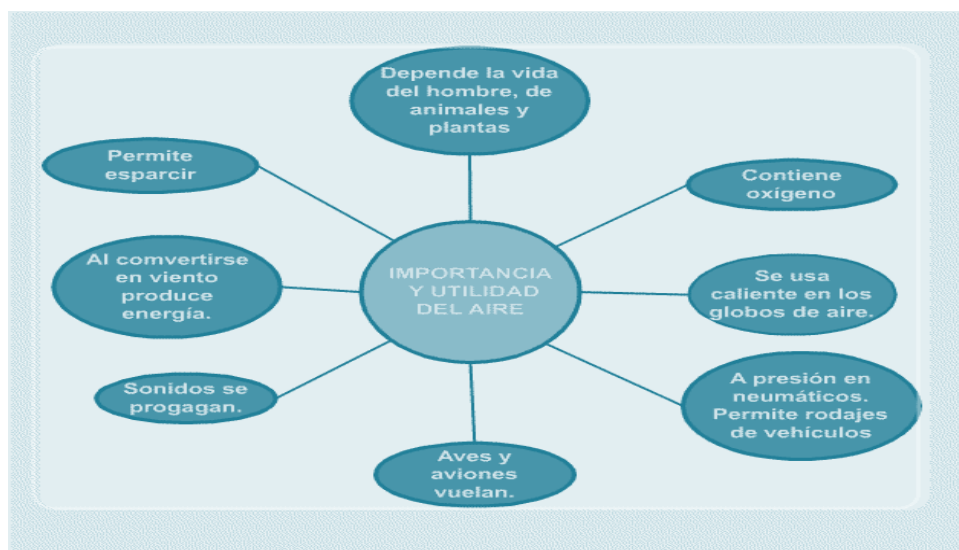 Depende la vida
del hombre, de
animales y
plantas
Permite
esparcir
Contiene
oxígeno
Al comvertirse
en viento
produce
energía.
IMPORTANCIA
Y UTILIDAD
DEL AIRE
Se usa
caliente en los
globos de aire.
Sonidos se
progagan.
A presión en
neumáticos.
Permite rodajes
de vehículos
Aves y
aviones
vuelan.